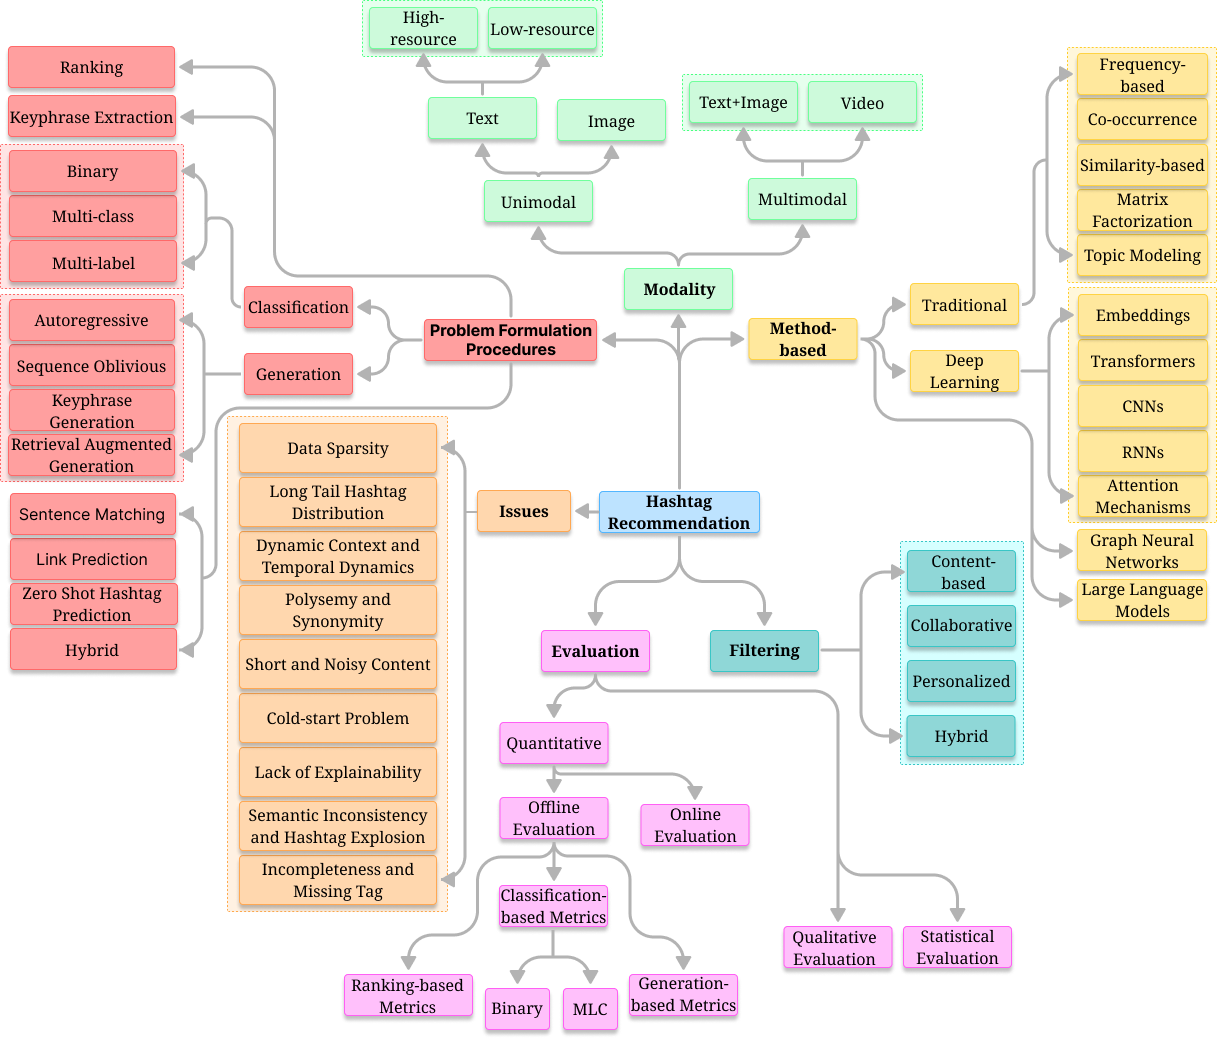 High-
resource
Low-resource
Text
Image
Unimodal
Text+Image
Video
Multimodal
Modality
Ranking
Keyphrase Extraction
Binary
Multi-class
Multi-label
Classification
Autoregressive
Sequence Oblivious
Keyphrase
Generation
Retrieval Augmented
Generation
Generation
Problem Formulation
Procedures
Sentence Matching
Link Prediction
Zero Shot Hashtag
Prediction
Hybrid
Method-
based
Traditional
Deep
Learning
Frequency-
based
Co-occurrence
Similarity-based
Matrix
Factorization
Topic Modeling
Embeddings
Transformers
CNNs
RNNs
Attention
Mechanisms
Graph Neural
Networks
Large Language
Models
Hashtag
Recommendation
Issues
Data Sparsity
Long Tail Hashtag
Distribution
Dynamic Context and
Temporal Dynamics
Polysemy and
Synonymity
Short and Noisy Content
Cold-start Problem
Lack of Explainability
Semantic Inconsistency
and Hashtag Explosion
Incompleteness and
Missing Tag
Evaluation
Filtering
Content-
based
Collaborative
Personalized
Hybrid
Quantitative
Offline
Evaluation
Online
Evaluation
Classification-
based Metrics
Ranking-based
Metrics
Binary
MLC
Generation-
based Metrics
Qualitative
Evaluation
Statistical
Evaluation